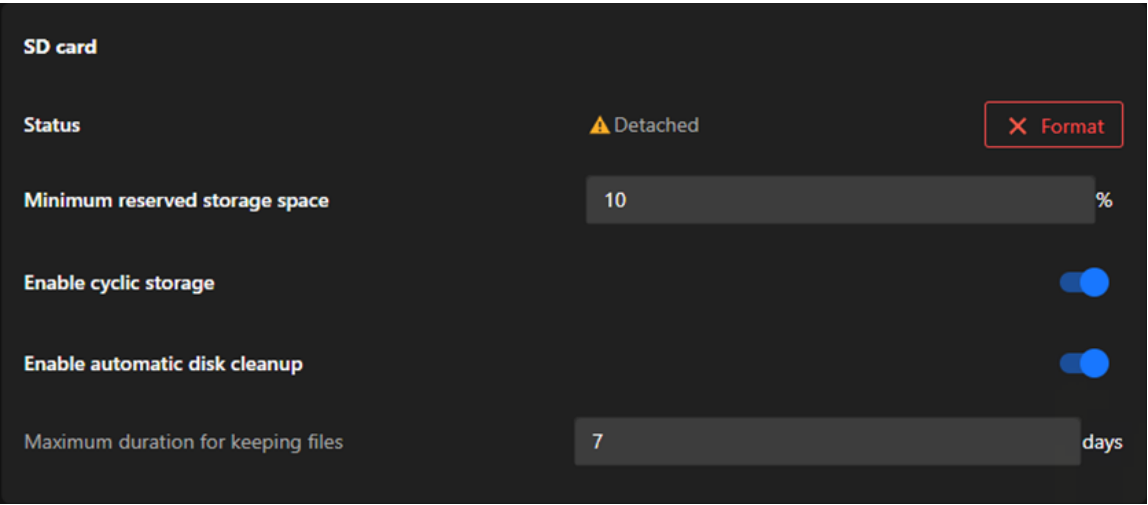 SD card
Status Detached Format
Minimum reserved storage space 10 %
Enable cyclic storage
Enable automatic disk cleanup
Maximum duration for keeping files 7 days